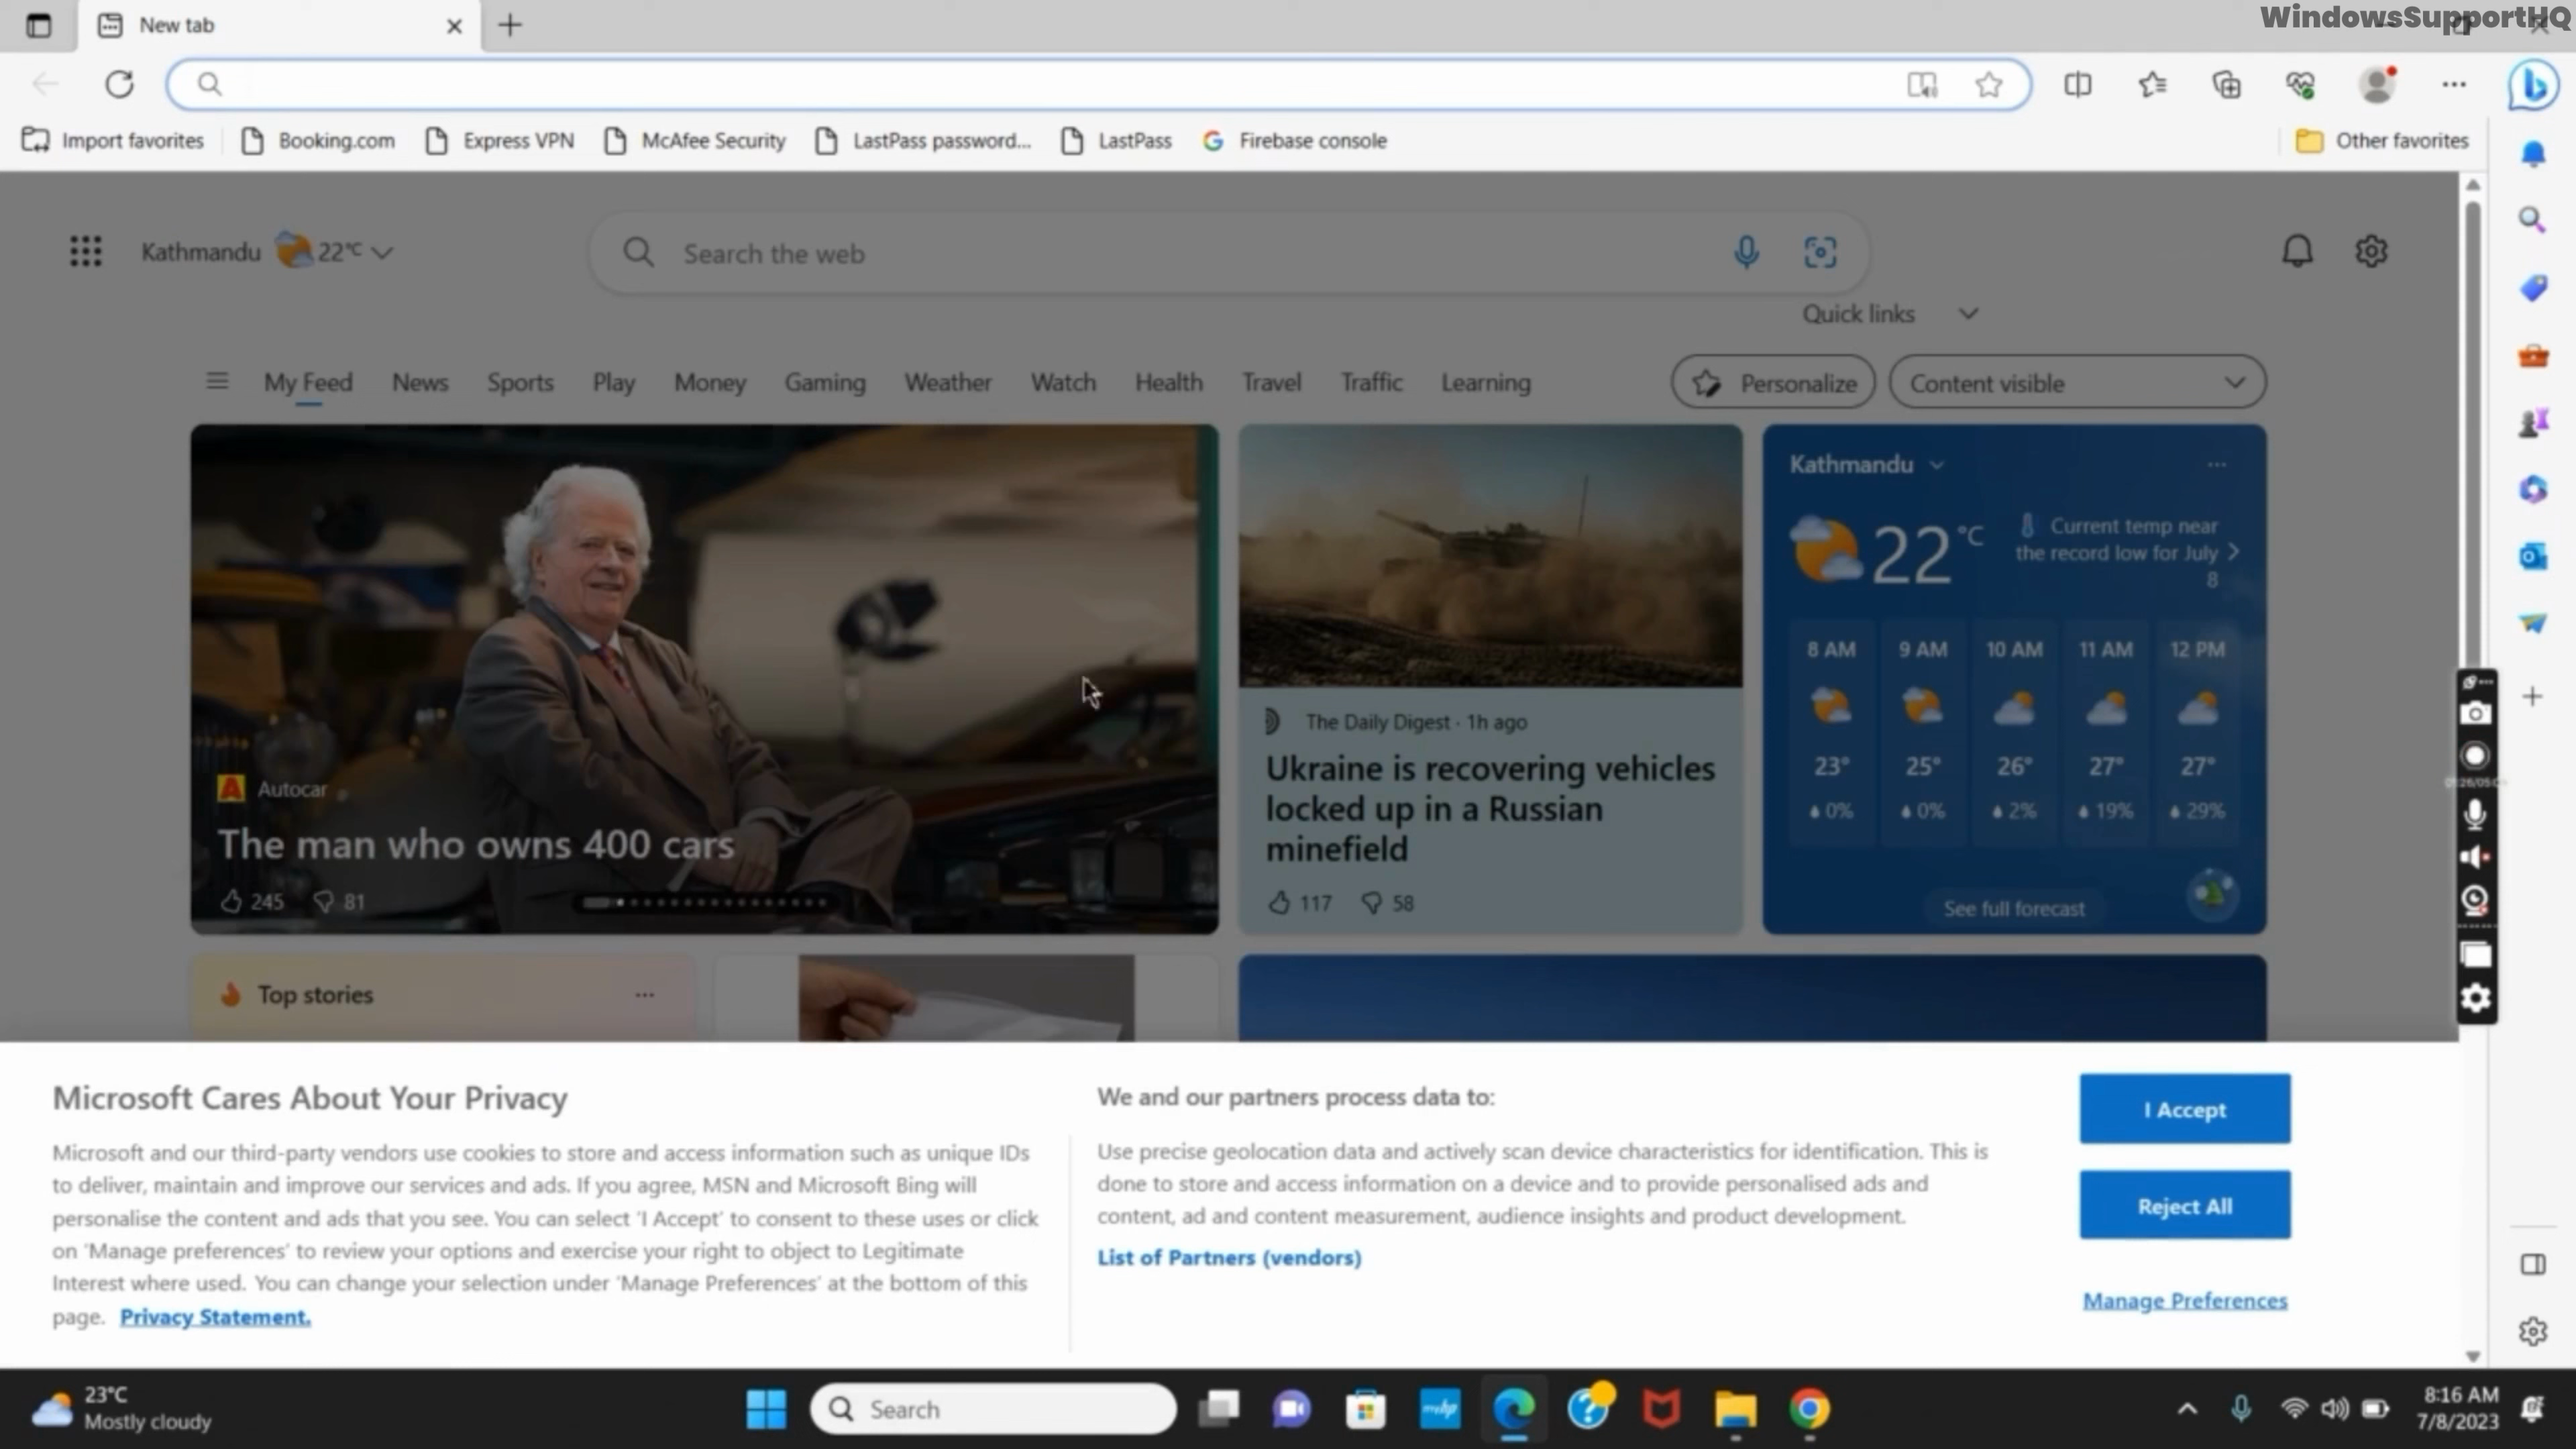 WindowsSupportHQ
New tab
Import favorites
Booking.com
Express VPN
McAfee Security
LastPass password...
LastPass
Firebase console
Other favorites
Kathmandu 22°C
Search the web
Quick links
My Feed
News
Sports
Play
Money
Gaming
Weather
Watch
Health
Travel
Traffic
Learning
Personalize
Content visible
Autocar
The man who owns 400 cars
245 81
The Daily Digest · 1h ago
Ukraine is recovering vehicles
locked up in a Russian
minefield
117 58
Kathmandu
22°C
Current temp near
the record low for July
8
8 AM 9 AM 10 AM 11 AM 12 PM
23° 25° 26° 27° 27°
0% 0% 2% 19% 29%
See full forecast
Top stories
Microsoft Cares About Your Privacy
Microsoft and our third-party vendors use cookies to store and access information such as unique IDs
to deliver, maintain and improve our services and ads. If you agree, MSN and Microsoft Bing will
personalise the content and ads that you see. You can select 'I Accept' to consent to these uses or click
on 'Manage preferences' to review your options and exercise your right to object to Legitimate
Interest where used. You can change your selection under 'Manage Preferences' at the bottom of this
page. Privacy Statement.
We and our partners process data to:
Use precise geolocation data and actively scan device characteristics for identification. This is
done to store and access information on a device and to provide personalised ads and
content, ad and content measurement, audience insights and product development.
List of Partners (vendors)
I Accept
Reject All
Manage Preferences
23°C
Mostly cloudy
Search
myhp
8:16 AM
7/8/2023